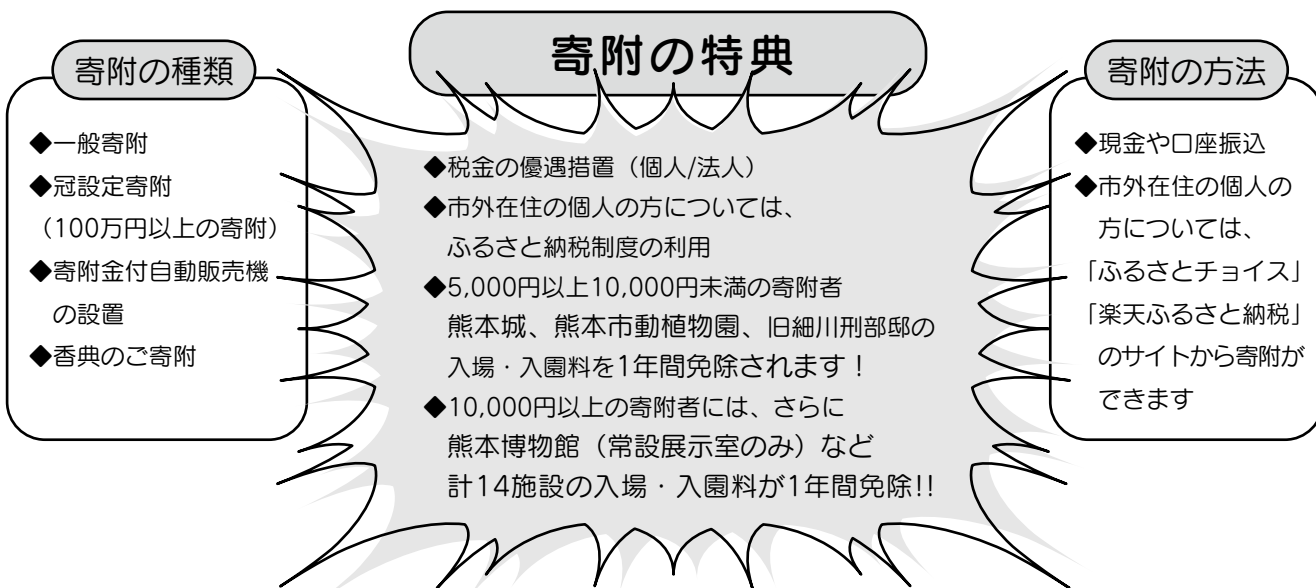 寄附の種類
◆一般寄附
◆冠設定寄附
（100万円以上の寄附）
◆寄附金付自動販売機
の設置
◆香典のご寄附
寄附の特典
◆税金の優遇措置（個人/法人）
◆市外在住の個人の方については、
ふるさと納税制度の利用
◆5,000円以上10,000円未満の寄附者
熊本城、熊本市動植物園、旧細川刑部邸の
入場・入園料を1年間免除されます！
◆10,000円以上の寄附者には、さらに
熊本博物館（常設展示室のみ）など
計14施設の入場・入園料が1年間免除!!
寄附の方法
◆現金や口座振込
◆市外在住の個人の
方については、
「ふるさとチョイス」
「楽天ふるさと納税」
のサイトから寄附が
できます